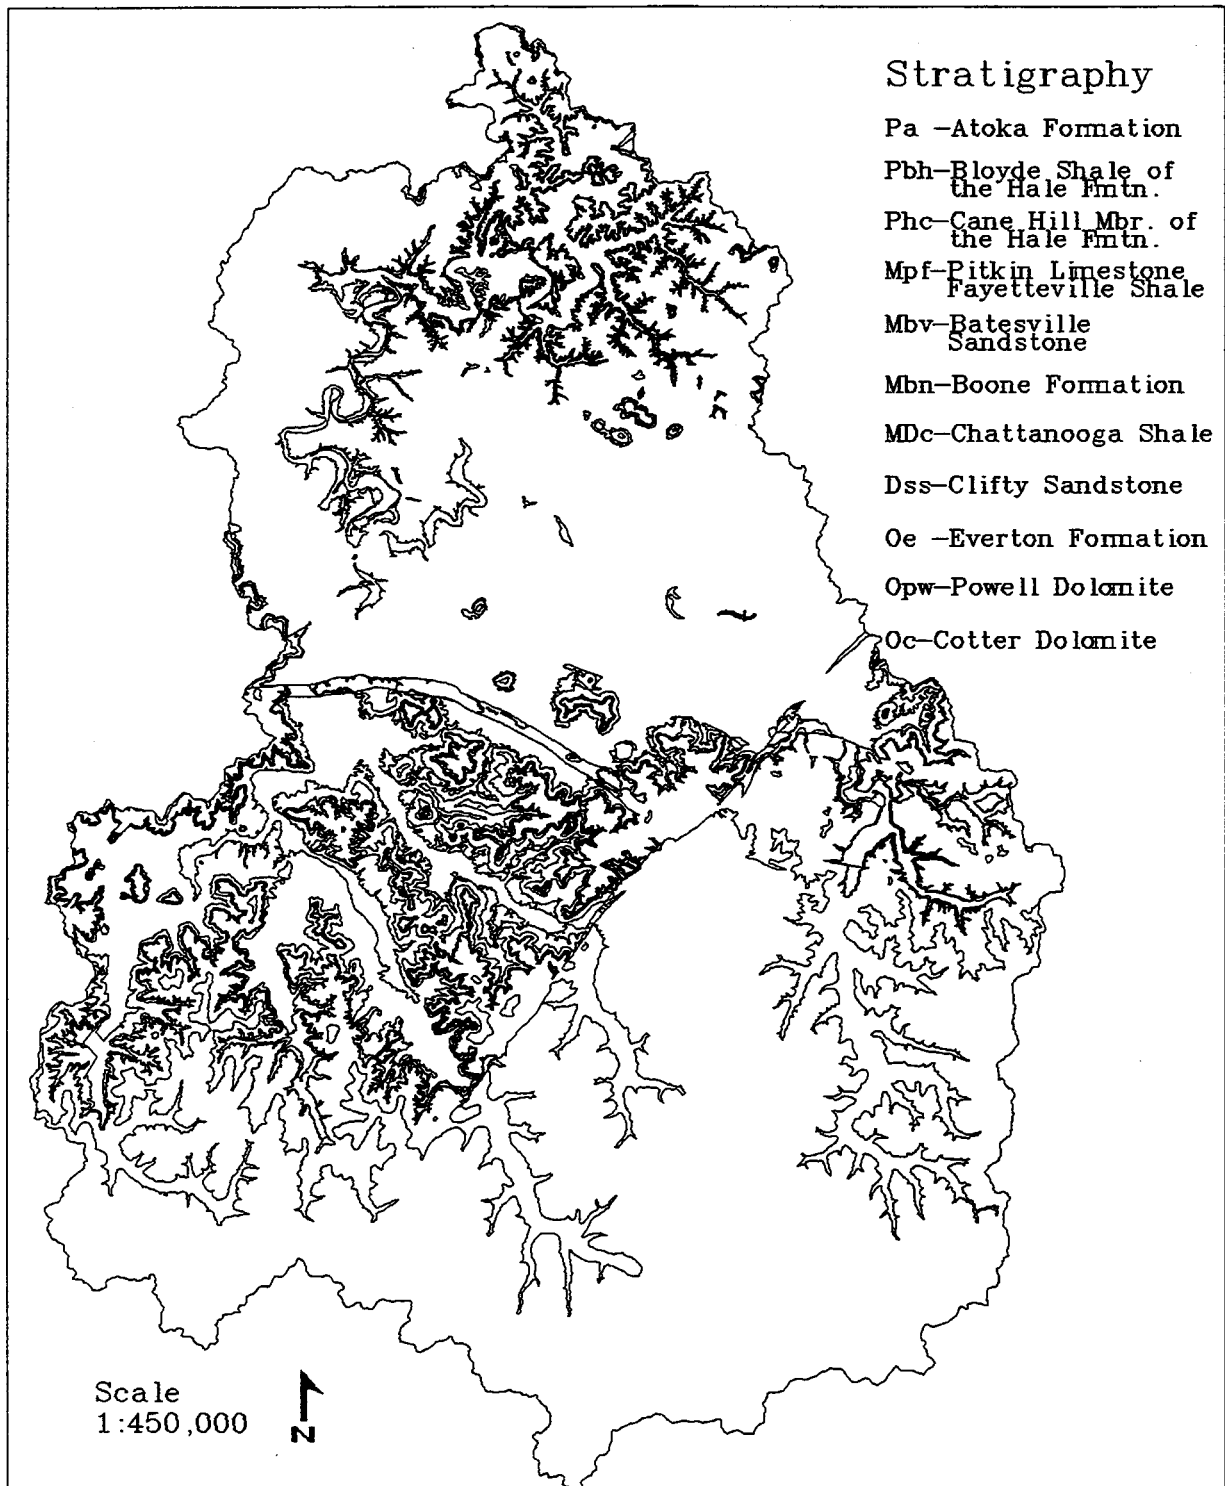 Stratigraphy
Pa –Atoka Formation
Pbh–Bloyde Shale of
the Hale Fmtn.
Phc–Cane Hill Mbr. of
the Hale Fmtn.
Mpf–Pitkin Limestone
Fayetteville Shale
Mbv–Batesville
Sandstone
Mbn–Boone Formation
MDc–Chattanooga Shale
Dss–Clifty Sandstone
Oe –Everton Formation
Opw–Powell Dolomite
Oc–Cotter Dolomite
Scale
1:450,000
N